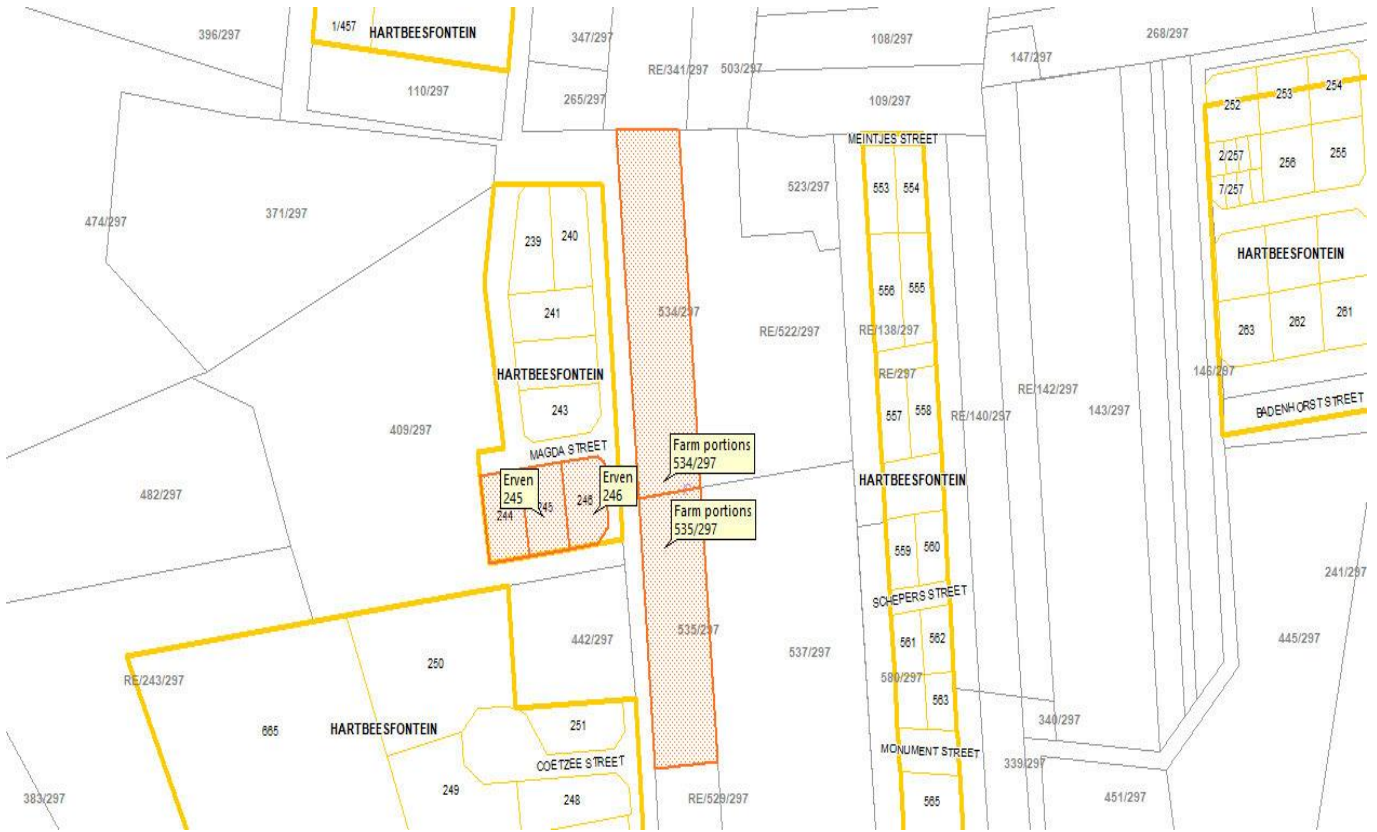 1/457
HARTBEESFONTEIN
396/297
347/297
108/297
268/297
RE/341/297
503/297
147/297
110/297
265/297
109/297
252
253
254
MEINTJES STREET
2/257
256
255
7/257
523/297
553
554
474/297
371/297
239
240
HARTBEESFONTEIN
556
555
534/297
241
RE/522/297
RE/138/297
263
262
261
HARTBEESFONTEIN
RE/297
146/297
RE/142/297
243
557
558
RE/140/297
143/297
BADENHORST STREET
409/297
MAGDA STREET
Farm portions
534/297
Erven
245
Erven
246
HARTBEESFONTEIN
482/297
244
245
246
Farm portions
535/297
559
560
241/297
SCHEPERS STREET
442/297
535/297
537/297
561
562
445/297
250
RE/243/297
580/297
563
665
HARTBEESFONTEIN
251
340/297
MONUMENT STREET
COETZEE STREET
339/297
383/297
249
248
RE/529/297
565
451/297